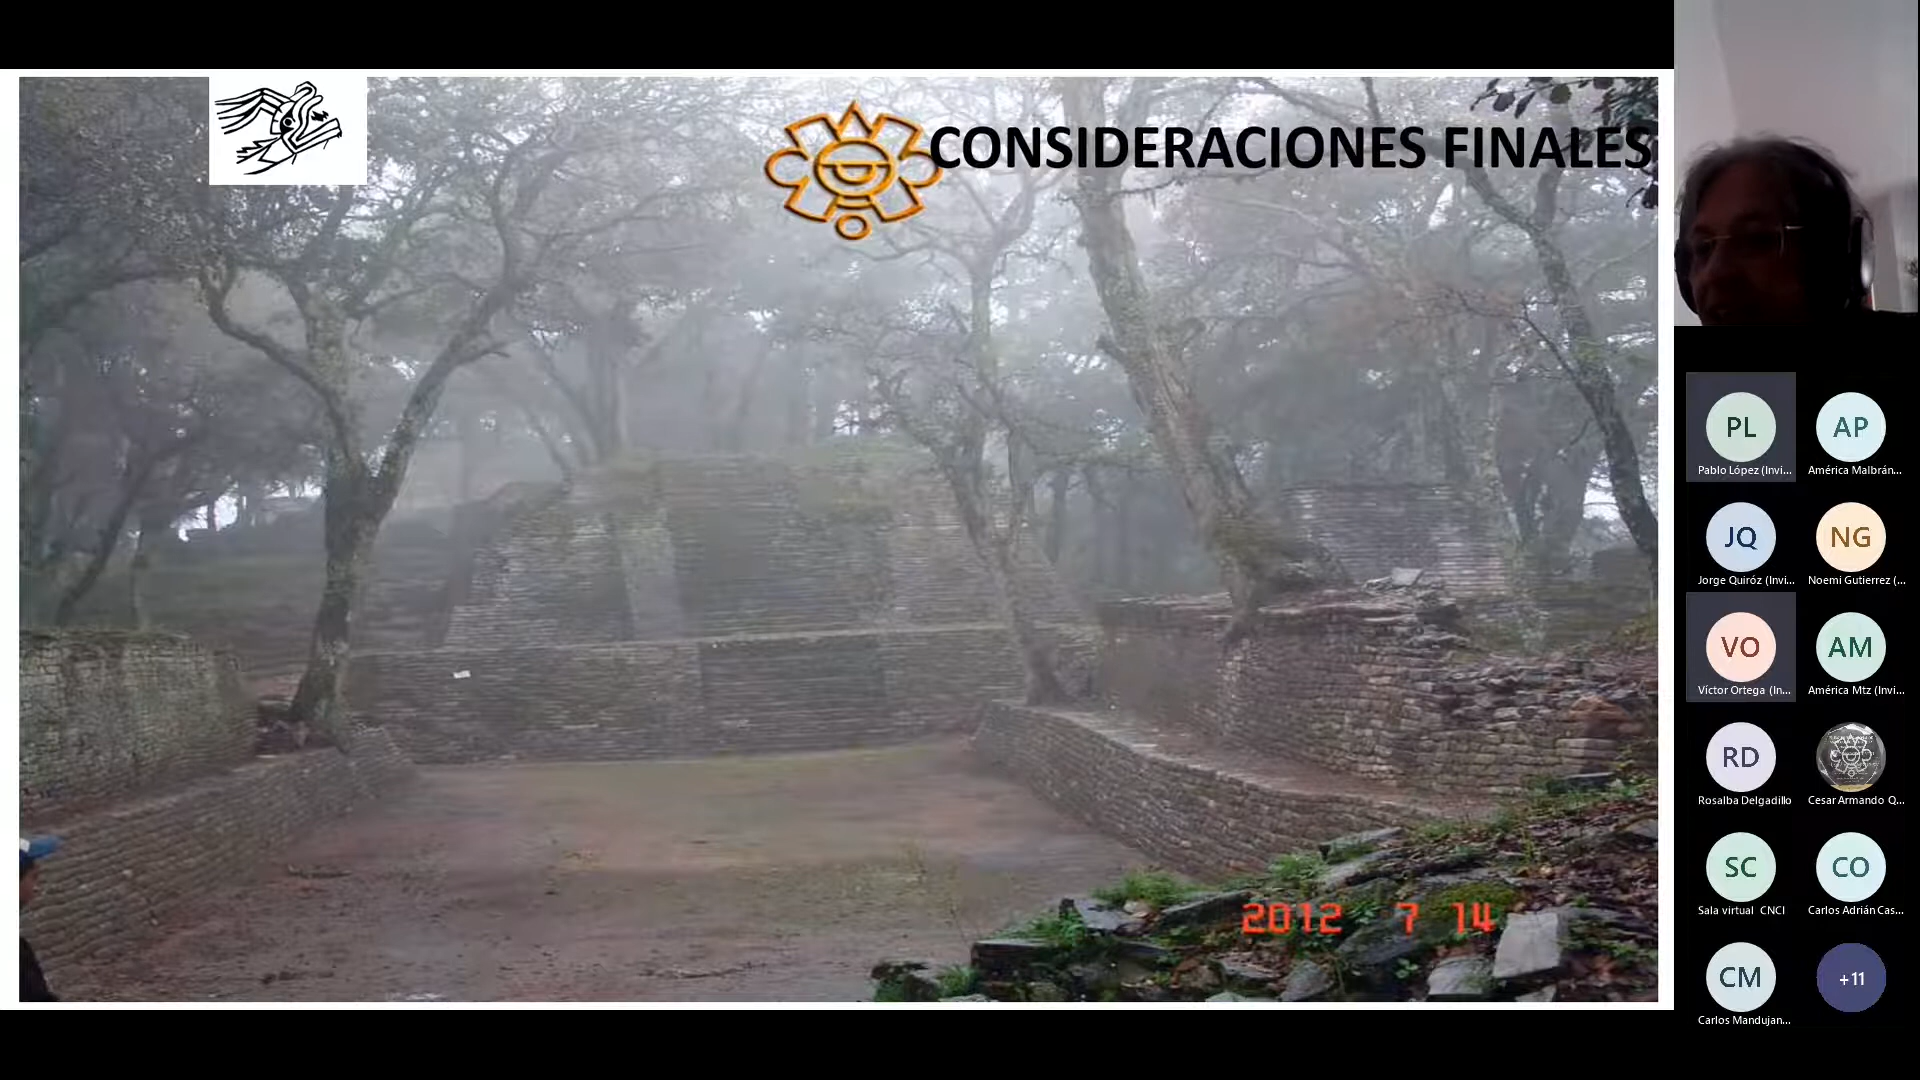 CONSIDERACIONES FINALES
2012 7 14
PL
Pablo López (Invi...
AP
América Malbrán...
JQ
Jorge Quiróz (Invi...
NG
Noemi Gutierrez (...
VO
Víctor Ortega (In...
AM
América Mtz (Invi...
RD
Rosalba Delgadillo
Cesar Armando Q...
SC
Sala virtual CNCI
CO
Carlos Adrián Cas...
CM
Carlos Mandujan...
+11